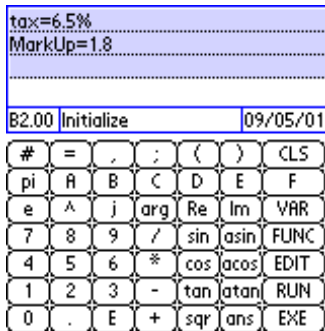 tax=6.5%
MarkUp=1.8
B2.00 Initialize 09/05/01
# = , ; ( ) CLS
pi A B C D E F
e ^ j arg Re Im VAR
7 8 9 / sin asin FUNC
4 5 6 * cos acos EDIT
1 2 3 - tan atan RUN
0 . E + sqr ans EXE